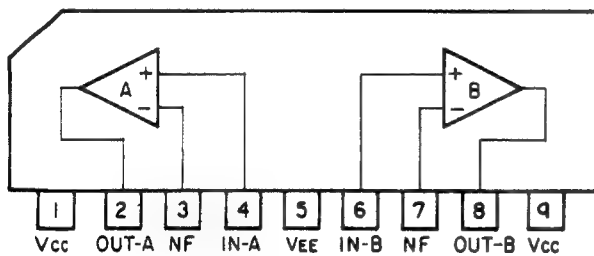 + A −
+ B −
1 2 3 4 5 6 7 8 9
Vcc OUT-A NF IN-A VEE IN-B NF OUT-B Vcc